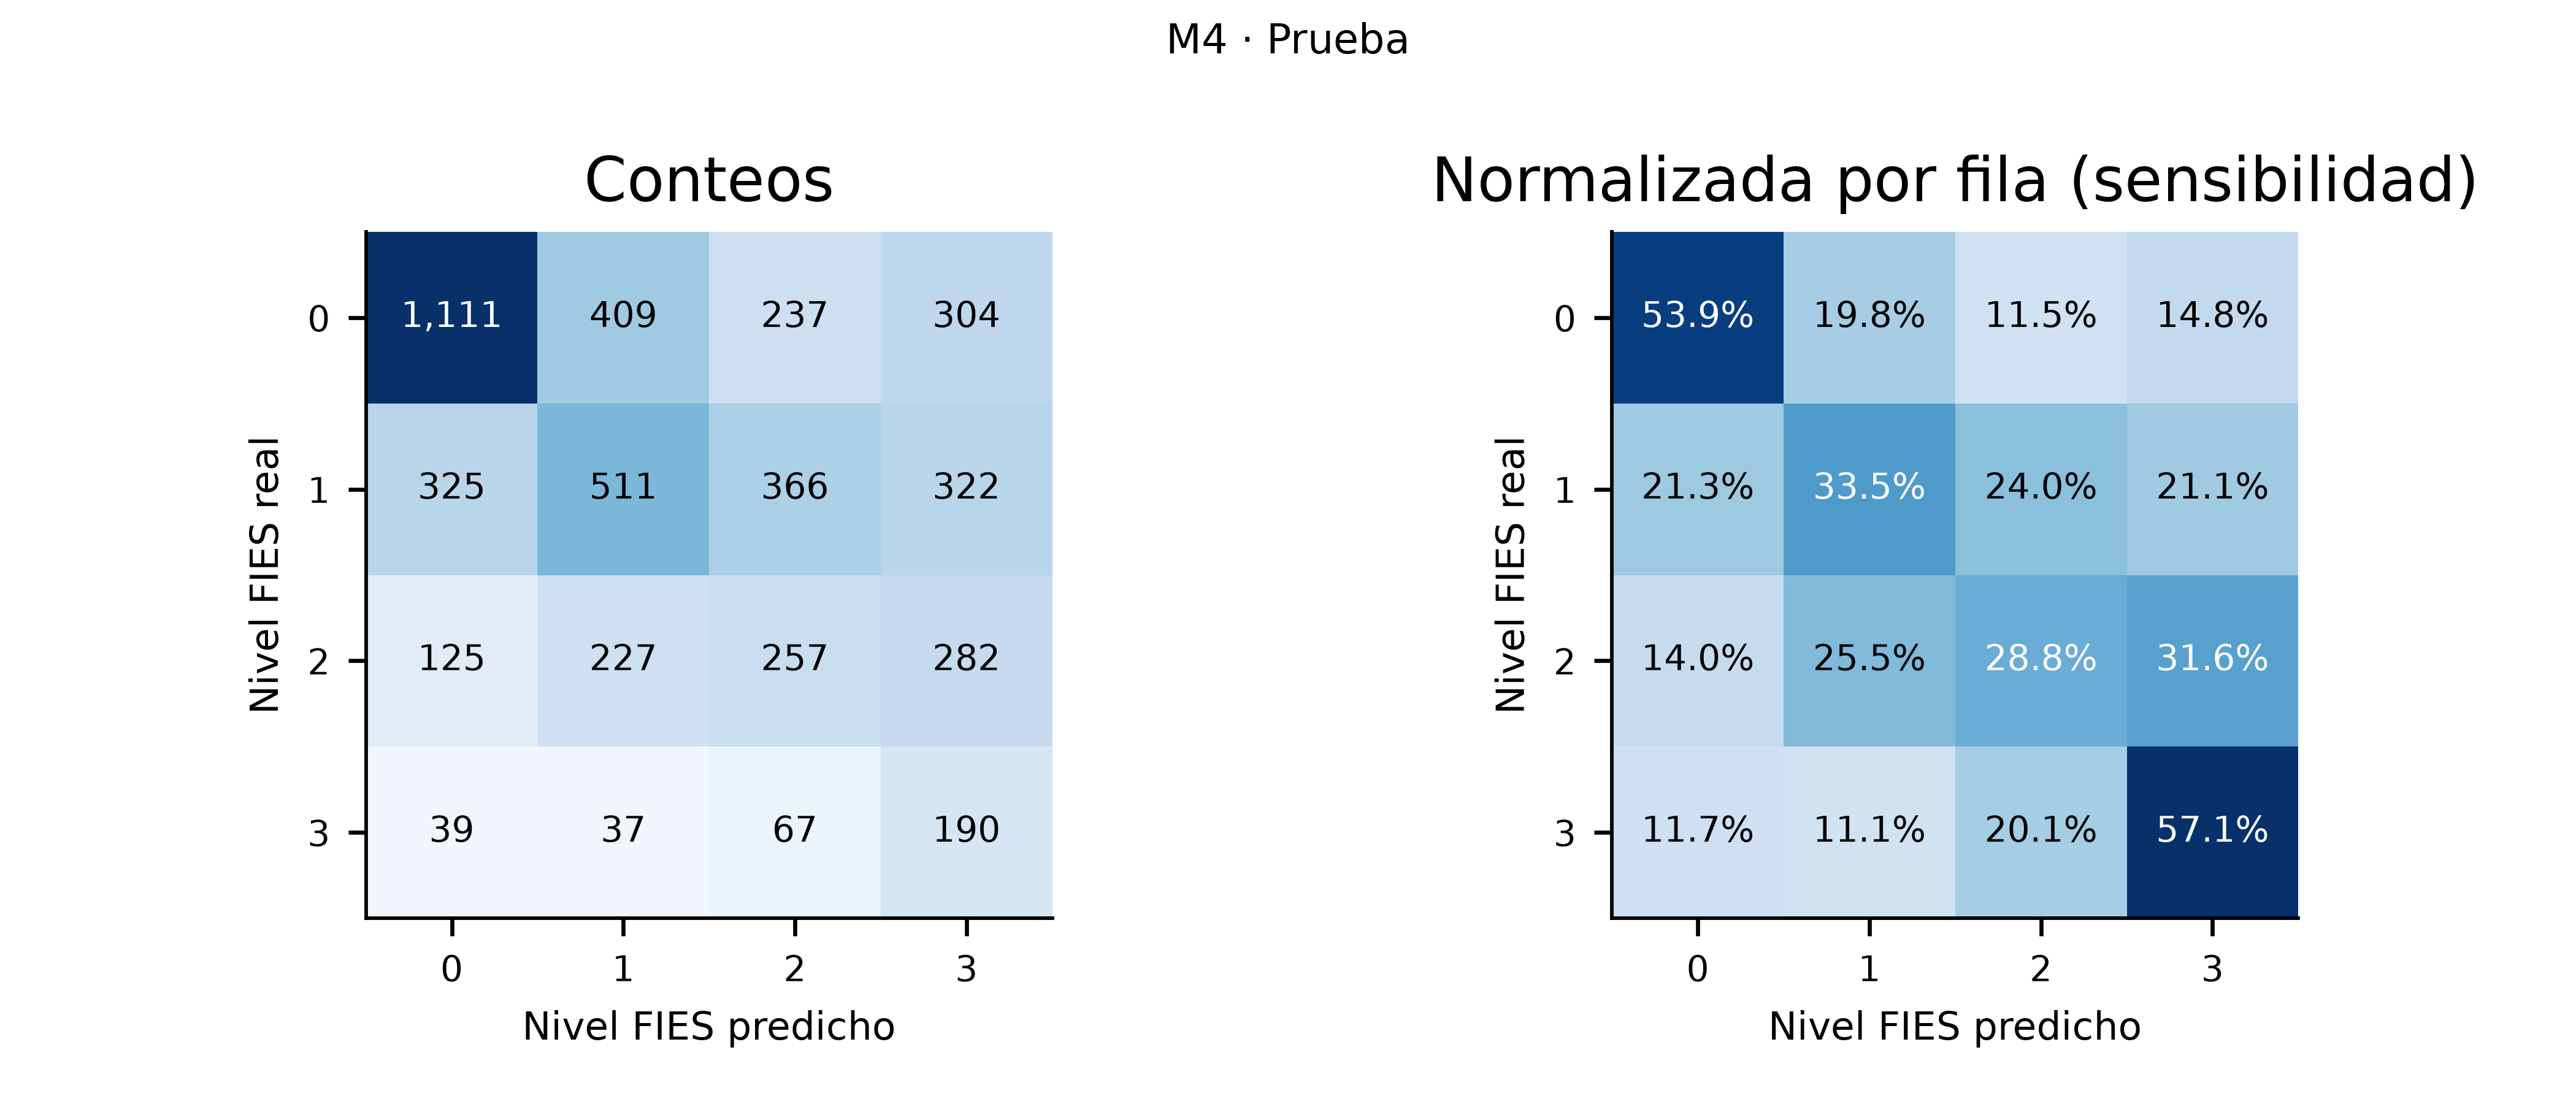 M4 · Prueba
Conteos
Nivel FIES real
0 1,111 409 237 304
1 325 511 366 322
2 125 227 257 282
3 39 37 67 190
0 1 2 3
Nivel FIES predicho
Normalizada por fila (sensibilidad)
Nivel FIES real
0 53.9% 19.8% 11.5% 14.8%
1 21.3% 33.5% 24.0% 21.1%
2 14.0% 25.5% 28.8% 31.6%
3 11.7% 11.1% 20.1% 57.1%
0 1 2 3
Nivel FIES predicho